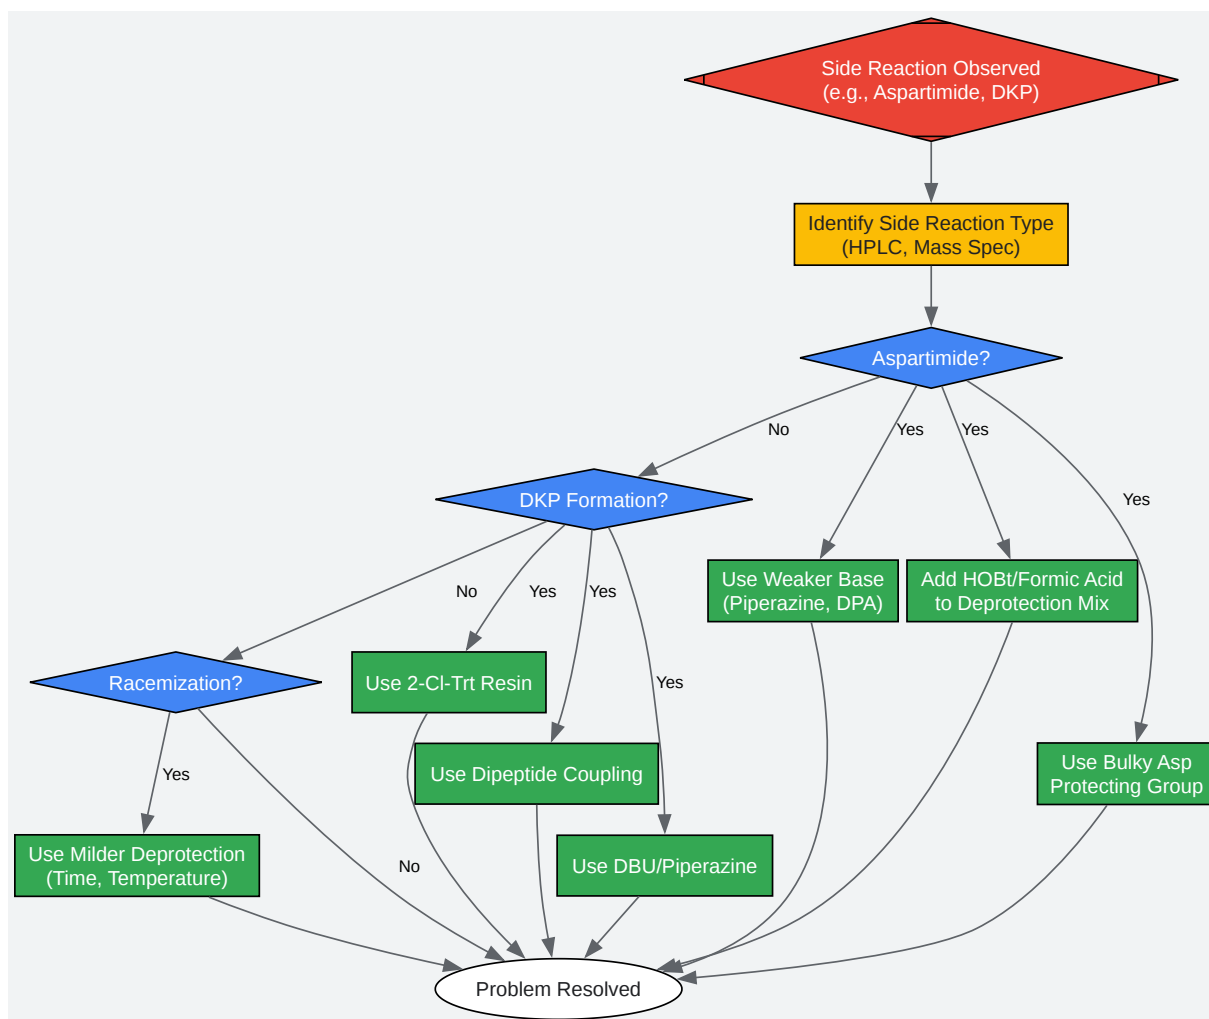 Side Reaction Observed
(e.g., Aspartimide, DKP)
Identify Side Reaction Type
(HPLC, Mass Spec)
Aspartimide?
No
Yes
Yes
Yes
DKP Formation?
No
Yes
Yes
Yes
Use Weaker Base
(Piperazine, DPA)
Add HOBt/Formic Acid
to Deprotection Mix
Racemization?
Use 2-Cl-Trt Resin
Yes
No
Use Dipeptide Coupling
Use Bulky Asp
Protecting Group
Use Milder Deprotection
(Time, Temperature)
Use DBU/Piperazine
Problem Resolved